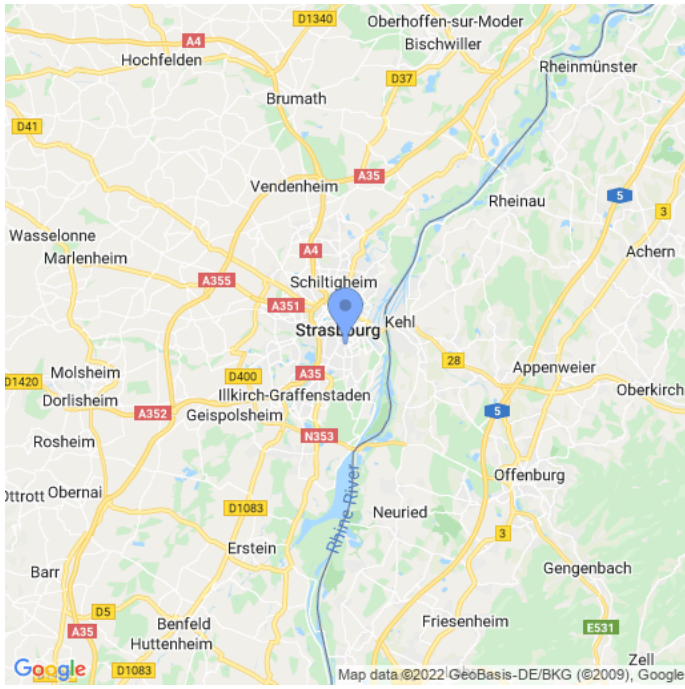 D1340
Oberhoffen-sur-Moder
A4
Bischwiller
Hochfelden
Rheinmünster
D37
Brumath
D41
A35
Vendenheim
5
Rheinau
3
Wasselonne
A4
Achern
Marlenheim
A355
Schiltigheim
A351
Strasbourg
Kehl
28
Molsheim
A35
Appenweier
D1420
D400
Oberkirch
Dorlisheim
Illkirch-Graffenstaden
A352
Geispolsheim
5
Rosheim
N353
Offenburg
Ottrott
Obernai
D1083
Rhine River
Neuried
3
Erstein
Barr
Gengenbach
D5
Benfeld
Friesenheim
E531
A35
Huttenheim
Zell
Google
D1083
Map data ©2022 GeoBasis-DE/BKG (©2009), Google